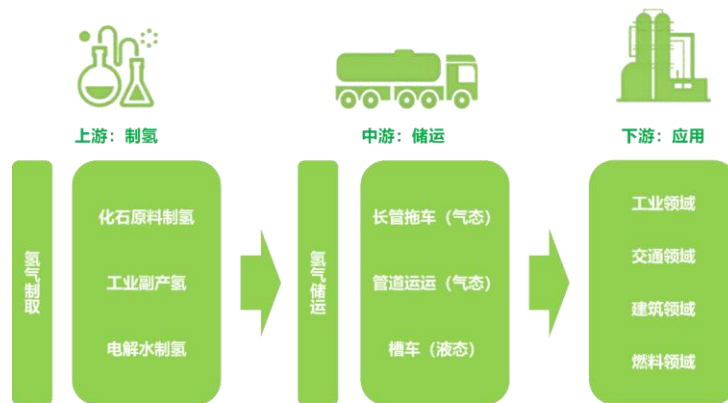 上游：制氢
中游：储运
下游：应用
氢气制取
化石原料制氢
工业副产氢
电解水制氢
氢气储运
长管拖车（气态）
管道运运（气态）
槽车（液态）
工业领域
交通领域
建筑领域
燃料领域